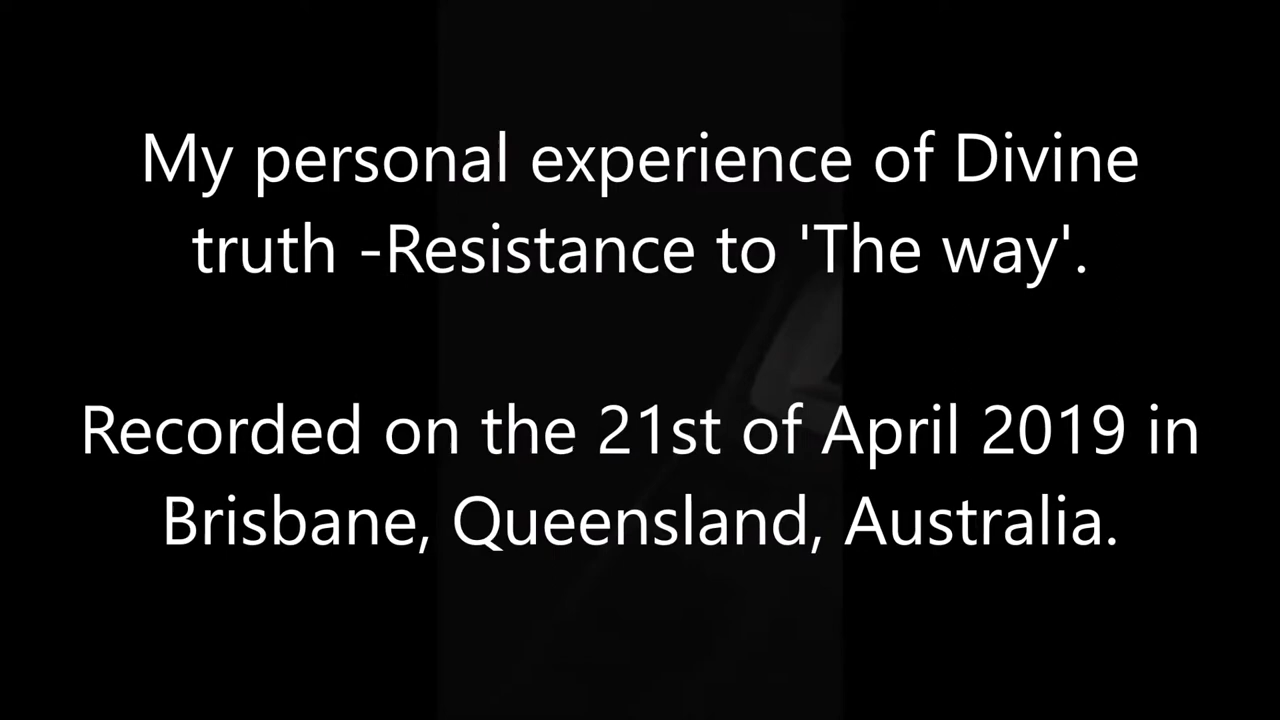 My personal experience of Divine
truth -Resistance to 'The way'.
Recorded on the 21st of April 2019 in
Brisbane, Queensland, Australia.